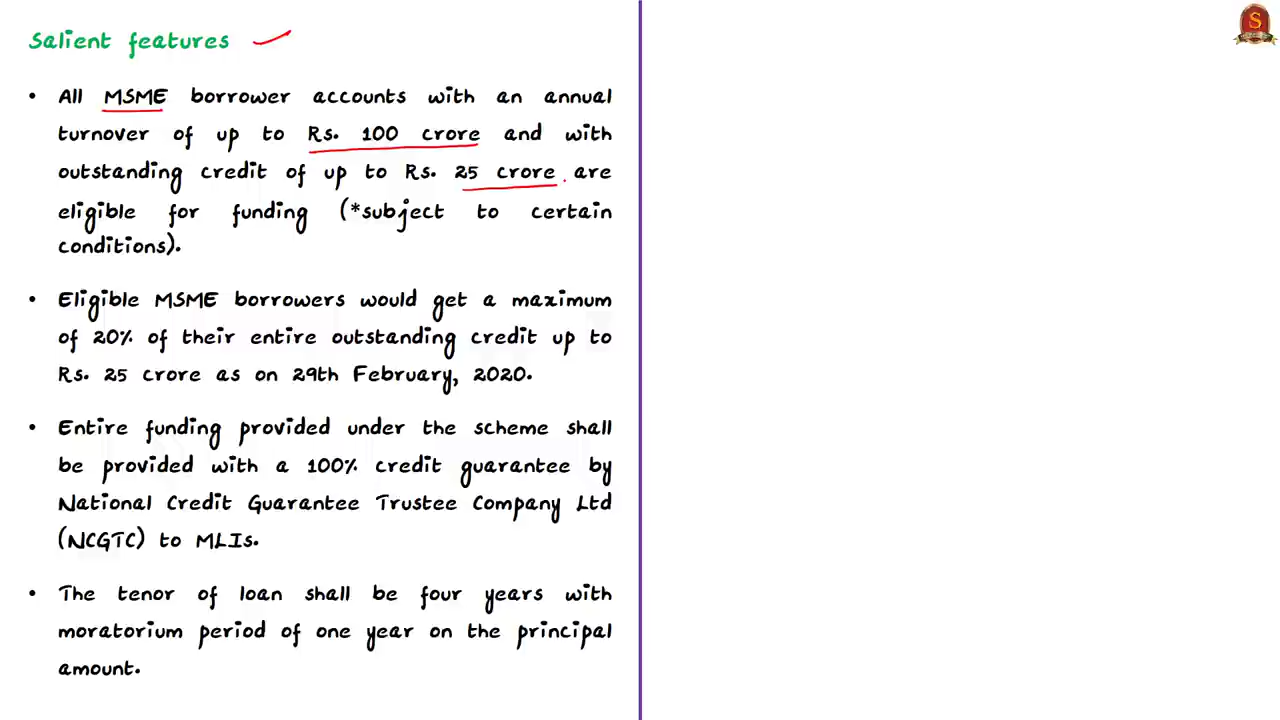 Salient features
• All MSME borrower accounts with an annual
turnover of up to Rs. 100 crore and with
outstanding credit of up to Rs. 25 crore are
eligible for funding (*subject to certain
conditions).
• Eligible MSME borrowers would get a maximum
of 20% of their entire outstanding credit up to
Rs. 25 crore as on 29th February, 2020.
• Entire funding provided under the scheme shall
be provided with a 100% credit guarantee by
National Credit Guarantee Trustee Company Ltd
(NCGTC) to MLIs.
• The tenor of loan shall be four years with
moratorium period of one year on the principal
amount.
S